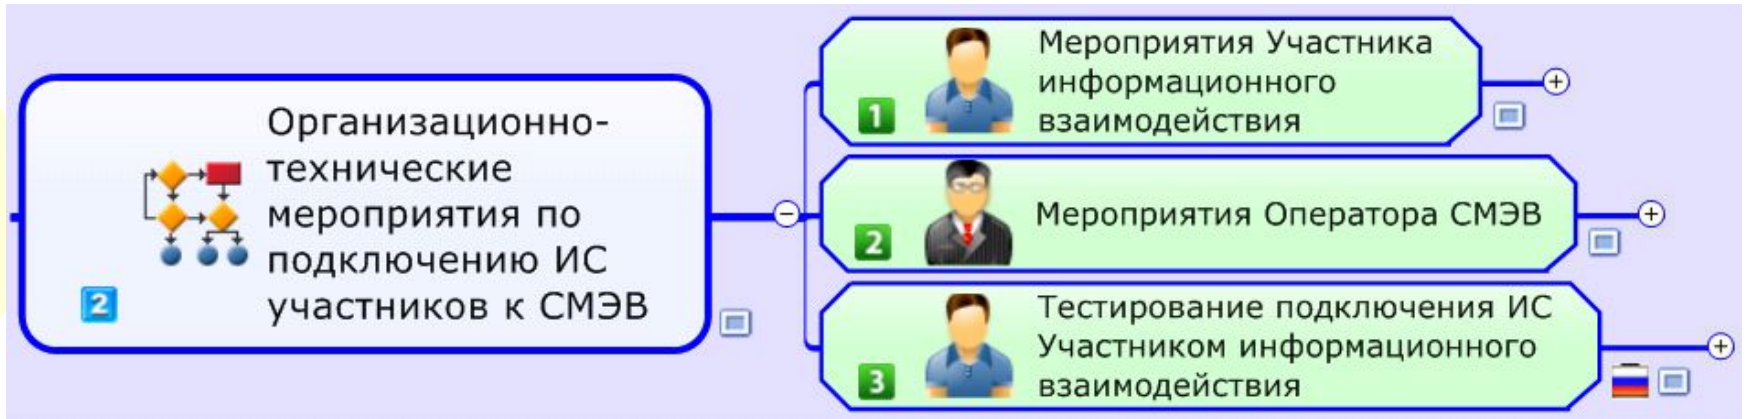 Организационно-
технические
мероприятия по
подключению ИС
участников к СМЭВ
2
1
Мероприятия Участника
информационного
взаимодействия
2
Мероприятия Оператора СМЭВ
3
Тестирование подключения ИС
Участником информационного
взаимодействия